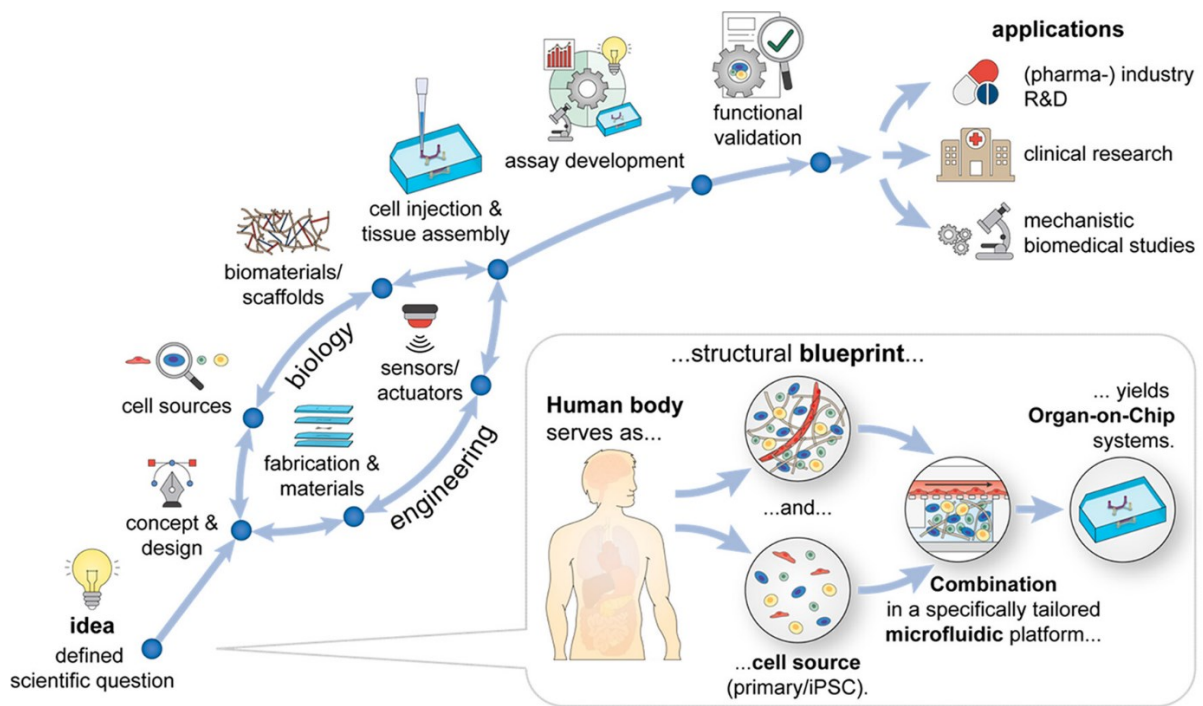 applications
(pharma-) industry
R&D
clinical research
mechanistic
biomedical studies
functional
validation
assay development
cell injection &
tissue assembly
biomaterials/
scaffolds
biology
cell sources
sensors/
actuators
fabrication &
materials
engineering
concept &
design
idea
defined
scientific question
...structural blueprint...
Human body
serves as...
...and...
...cell source
(primary/iPSC).
Combination
in a specifically tailored
microfluidic platform...
... yields
Organ-on-Chip
systems.